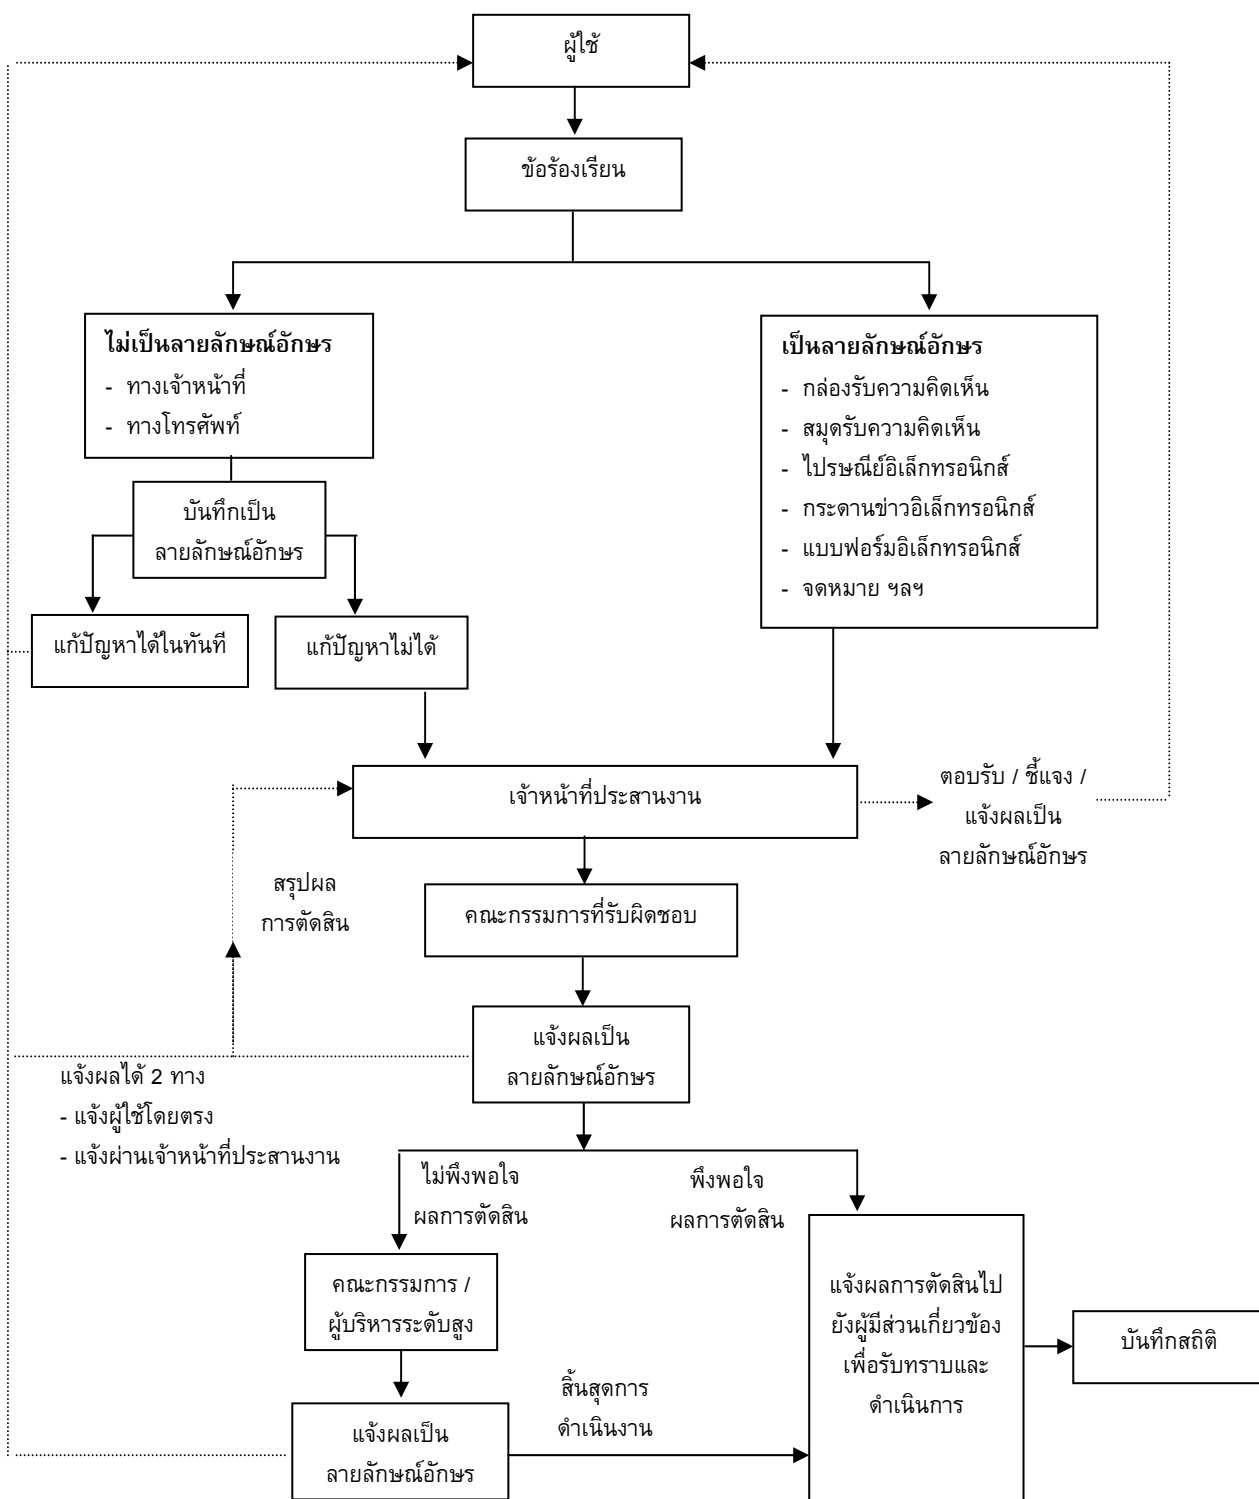 ผู้ใช้
ข้อร้องเรียน
ไม่เป็นลายลักษณ์อักษร
- ทางเจ้าหน้าที่
- ทางโทรศัพท์
เป็นลายลักษณ์อักษร
- กล่องรับความคิดเห็น
- สมุดรับความคิดเห็น
- ไปรษณีย์อิเล็กทรอนิกส์
- กระดานข่าวอิเล็กทรอนิกส์
- แบบฟอร์มอิเล็กทรอนิกส์
- จดหมาย ฯลฯ
บันทึกเป็น
ลายลักษณ์อักษร
แก้ปัญหาได้ในทันที
แก้ปัญหาไม่ได้
เจ้าหน้าที่ประสานงาน
ตอบรับ / ชี้แจง /
แจ้งผลเป็น
ลายลักษณ์อักษร
สรุปผล
การตัดสิน
คณะกรรมการที่รับผิดชอบ
แจ้งผลเป็น
ลายลักษณ์อักษร
แจ้งผลได้ 2 ทาง
- แจ้งผู้ใช้โดยตรง
- แจ้งผ่านเจ้าหน้าที่ประสานงาน
ไม่พึงพอใจ
ผลการตัดสิน
พึงพอใจ
ผลการตัดสิน
คณะกรรมการ /
ผู้บริหารระดับสูง
แจ้งผลการตัดสินไป
ยังผู้มีส่วนเกี่ยวข้อง
เพื่อรับทราบและ
ดำเนินการ
บันทึกสถิติ
สิ้นสุดการ
ดำเนินงาน
แจ้งผลเป็น
ลายลักษณ์อักษร